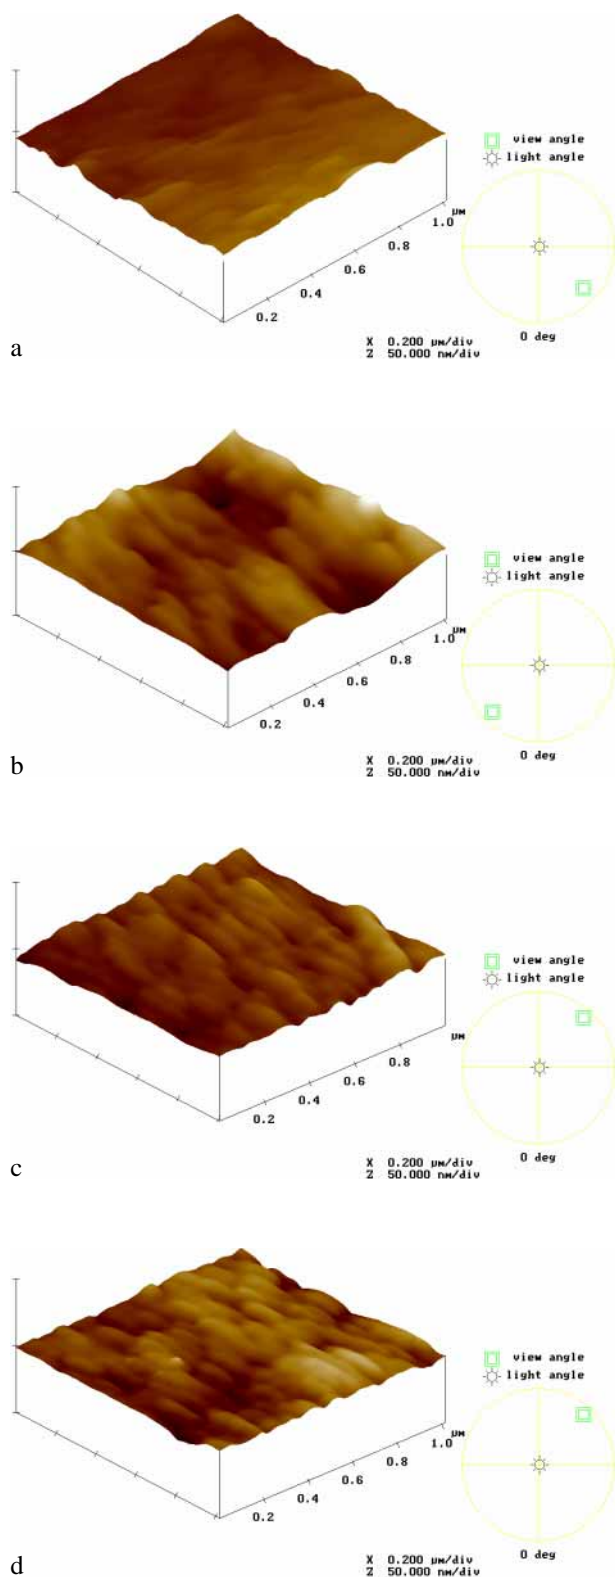 view angle
light angle
µm
1.0
0.8
0.6
0.4
0.2
0 deg
X 0.200 µm/div
Z 50.000 nm/div
a
view angle
light angle
µm
1.0
0.8
0.6
0.4
0.2
0 deg
X 0.200 µm/div
Z 50.000 nm/div
b
view angle
light angle
µm
0.8
0.6
0.4
0.2
0 deg
X 0.200 µm/div
Z 50.000 nm/div
c
view angle
light angle
µm
1.0
0.8
0.6
0.4
0.2
0 deg
X 0.200 µm/div
Z 50.000 nm/div
d